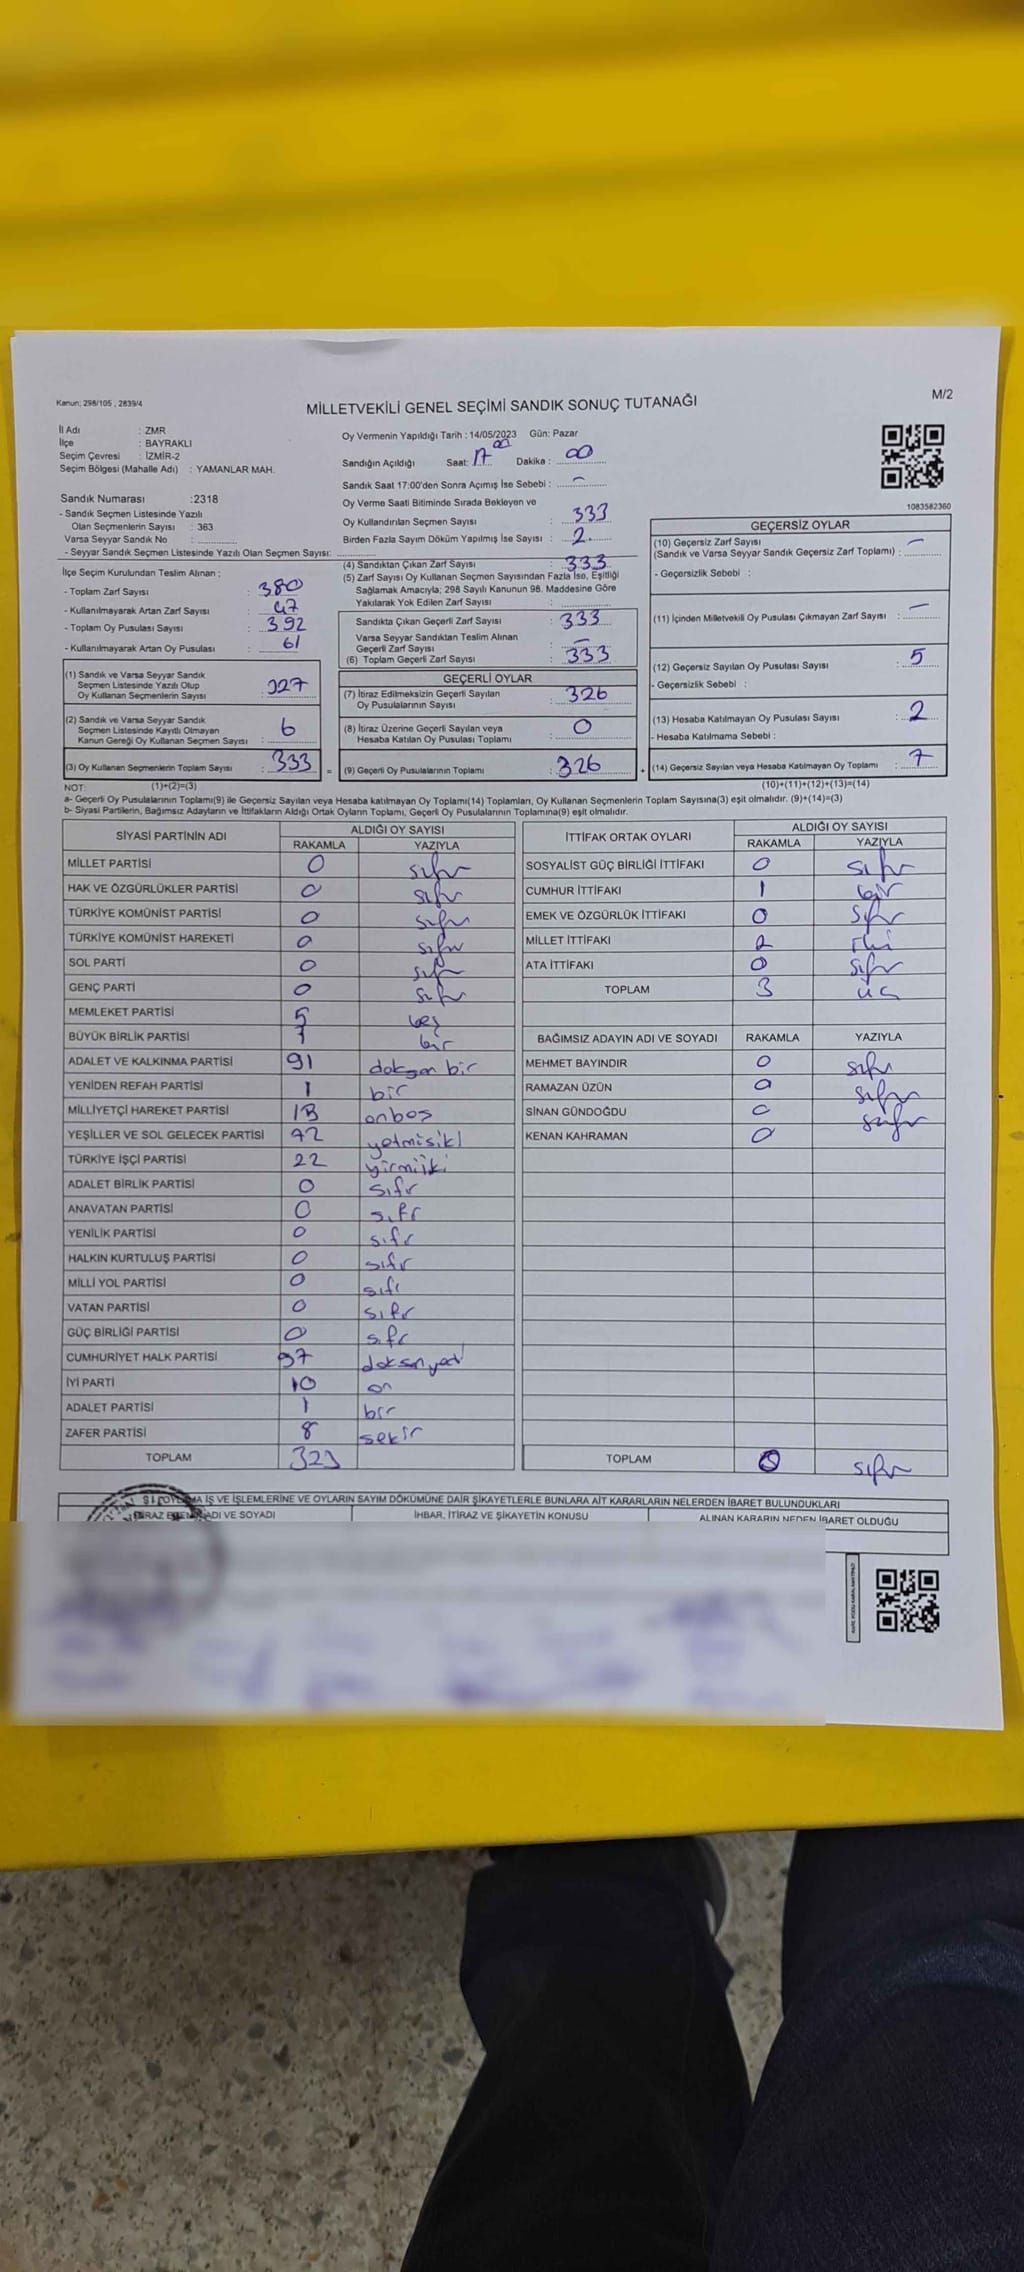 Kanun; 298/105 , 2839/4
M/2
MİLLETVEKİLİ GENEL SEÇİMİ SANDIK SONUÇ TUTANAĞI
İl Adı : ZMR
İlçe : BAYRAKLI
Seçim Çevresi : İZMİR-2
Seçim Bölgesi (Mahalle Adı) : YAMANLAR MAH.
Sandık Numarası :2318
- Sandık Seçmen Listesinde Yazılı
Olan Seçmenlerin Sayısı : 363
Varsa Seyyar Sandık No :
- Seyyar Sandık Seçmen Listesinde Yazılı Olan Seçmen Sayısı:
Oy Vermenin Yapıldığı Tarih : 14/05/2023 Gün: Pazar
Sandığın Açıldığı Saat: 17 00 Dakika : 00
Sandık Saat 17:00'den Sonra Açımış İse Sebebi : -
Oy Verme Saati Bitiminde Sırada Bekleyen ve
Oy Kullandırılan Seçmen Sayısı : 333
Birden Fazla Sayım Döküm Yapılmış İse Sayısı : 2
1083582360
İlçe Seçim Kurulundan Teslim Alınan ;
- Toplam Zarf Sayısı : 380
- Kullanılmayarak Artan Zarf Sayısı : 47
- Toplam Oy Pusulası Sayısı : 392
- Kullanılmayarak Artan Oy Pusulası : 61
(1) Sandık ve Varsa Seyyar Sandık
Seçmen Listesinde Yazılı Olup
Oy Kullanan Seçmenlerin Sayısı : 327
(2) Sandık ve Varsa Seyyar Sandık
Seçmen Listesinde Kayıtlı Olmayan
Kanun Gereği Oy Kullanan Seçmen Sayısı : 6
(3) Oy Kullanan Seçmenlerin Toplam Sayısı : 333
(4) Sandıktan Çıkan Zarf Sayısı : 333
(5) Zarf Sayısı Oy Kullanan Seçmen Sayısından Fazla İse, Eşitliği
Sağlamak Amacıyla; 298 Sayılı Kanunun 98. Maddesine Göre
Yakılarak Yok Edilen Zarf Sayısı :
Sandıkta Çıkan Geçerli Zarf Sayısı : 333
Varsa Seyyar Sandıktan Teslim Alınan
Geçerli Zarf Sayısı : -
(6) Toplam Geçerli Zarf Sayısı : 333
GEÇERLİ OYLAR
(7) İtiraz Edilmeksizin Geçerli Sayılan
Oy Pusulalarının Sayısı : 326
(8) İtiraz Üzerine Geçerli Sayılan veya
Hesaba Katılan Oy Pusulası Toplamı : 0
= (9) Geçerli Oy Pusulalarının Toplamı : 326
GEÇERSİZ OYLAR
(10) Geçersiz Zarf Sayısı
(Sandık ve Varsa Seyyar Sandık Geçersiz Zarf Toplamı) : -
- Geçersizlik Sebebi :
(11) İçinden Milletvekili Oy Pusulası Çıkmayan Zarf Sayısı : -
(12) Geçersiz Sayılan Oy Pusulası Sayısı : 5
- Geçersizlik Sebebi :
(13) Hesaba Katılmayan Oy Pusulası Sayısı : 2
- Hesaba Katılmama Sebebi :
+ (14) Geçersiz Sayılan veya Hesaba Katılmayan Oy Toplamı : 7
NOT: (1)+(2)=(3) (10)+(11)+(12)+(13)=(14)
a- Geçerli Oy Pusulalarının Toplamı(9) ile Geçersiz Sayılan veya Hesaba katılmayan Oy Toplamı(14) Toplamları, Oy Kullanan Seçmenlerin Toplam Sayısına(3) eşit olmalıdır. (9)+(14)=(3)
b- Siyasi Partilerin, Bağımsız Adayların ve İttifakların Aldığı Ortak Oyların Toplamı, Geçerli Oy Pusulalarının Toplamına(9) eşit olmalıdır.
SİYASİ PARTİNİN ADI ALDIĞI OY SAYISI
RAKAMLA YAZIYLA
MİLLET PARTİSİ 0 sıfır
HAK VE ÖZGÜRLÜKLER PARTİSİ 0 sıfır
TÜRKİYE KOMÜNİST PARTİSİ 0 sıfır
TÜRKİYE KOMÜNİST HAREKETİ 0 sıfır
SOL PARTİ 0 sıfır
GENÇ PARTİ 0 sıfır
MEMLEKET PARTİSİ 5 beş
BÜYÜK BİRLİK PARTİSİ 1 bir
ADALET VE KALKINMA PARTİSİ 91 doksan bir
YENİDEN REFAH PARTİSİ 1 bir
MİLLİYETÇİ HAREKET PARTİSİ 15 onbeş
YEŞİLLER VE SOL GELECEK PARTİSİ 72 yetmişiki
TÜRKİYE İŞÇİ PARTİSİ 22 yirmiiki
ADALET BİRLİK PARTİSİ 0 sıfır
ANAVATAN PARTİSİ 0 sıfır
YENİLİK PARTİSİ 0 sıfır
HALKIN KURTULUŞ PARTİSİ 0 sıfır
MİLLİ YOL PARTİSİ 0 sıfır
VATAN PARTİSİ 0 sıfır
GÜÇ BİRLİĞİ PARTİSİ 0 sıfır
CUMHURİYET HALK PARTİSİ 97 doksanyedi
İYİ PARTİ 10 on
ADALET PARTİSİ 1 bir
ZAFER PARTİSİ 8 sekiz
TOPLAM 323
İTTİFAK ORTAK OYLARI ALDIĞI OY SAYISI
RAKAMLA YAZIYLA
SOSYALİST GÜÇ BİRLİĞİ İTTİFAKI 0 sıfır
CUMHUR İTTİFAKI 1 bir
EMEK VE ÖZGÜRLÜK İTTİFAKI 0 sıfır
MİLLET İTTİFAKI 2 iki
ATA İTTİFAKI 0 sıfır
TOPLAM 3 üç
BAĞIMSIZ ADAYIN ADI VE SOYADI RAKAMLA YAZIYLA
MEHMET BAYINDIR 0 sıfır
RAMAZAN ÜZÜN 0 sıfır
SİNAN GÜNDOĞDU 0 sıfır
KENAN KAHRAMAN 0
TOPLAM 0 sıfır
İŞ VE İŞLEMLERİNE VE OYLARIN SAYIM DÖKÜMÜNE DAİR ŞİKAYETLERLE BUNLARA AİT KARARLARIN NELERDEN İBARET BULUNDUKLARI
ADI VE SOYADI İHBAR, İTİRAZ VE ŞİKAYETİN KONUSU ALINAN KARARIN NEDEN İBARET OLDUĞU